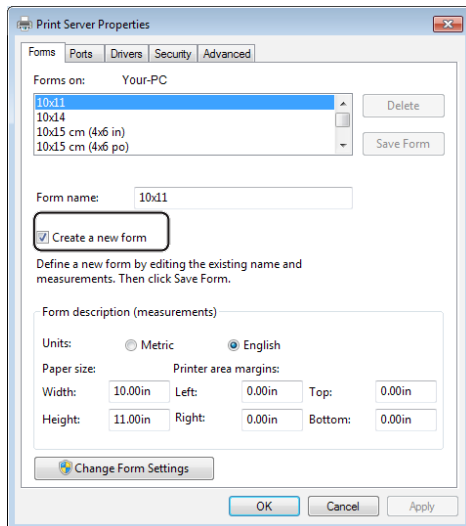 Print Server Properties
Forms Ports Drivers Security Advanced
Forms on: Your-PC
10x11
10x14
10x15 cm (4x6 in)
10x15 cm (4x6 po)
Delete
Save Form
Form name: 10x11
Create a new form
Define a new form by editing the existing name and
measurements. Then click Save Form.
Form description (measurements)
Units: Metric English
Paper size: Printer area margins:
Width: 10.00in Left: 0.00in Top: 0.00in
Height: 11.00in Right: 0.00in Bottom: 0.00in
Change Form Settings
OK Cancel Apply